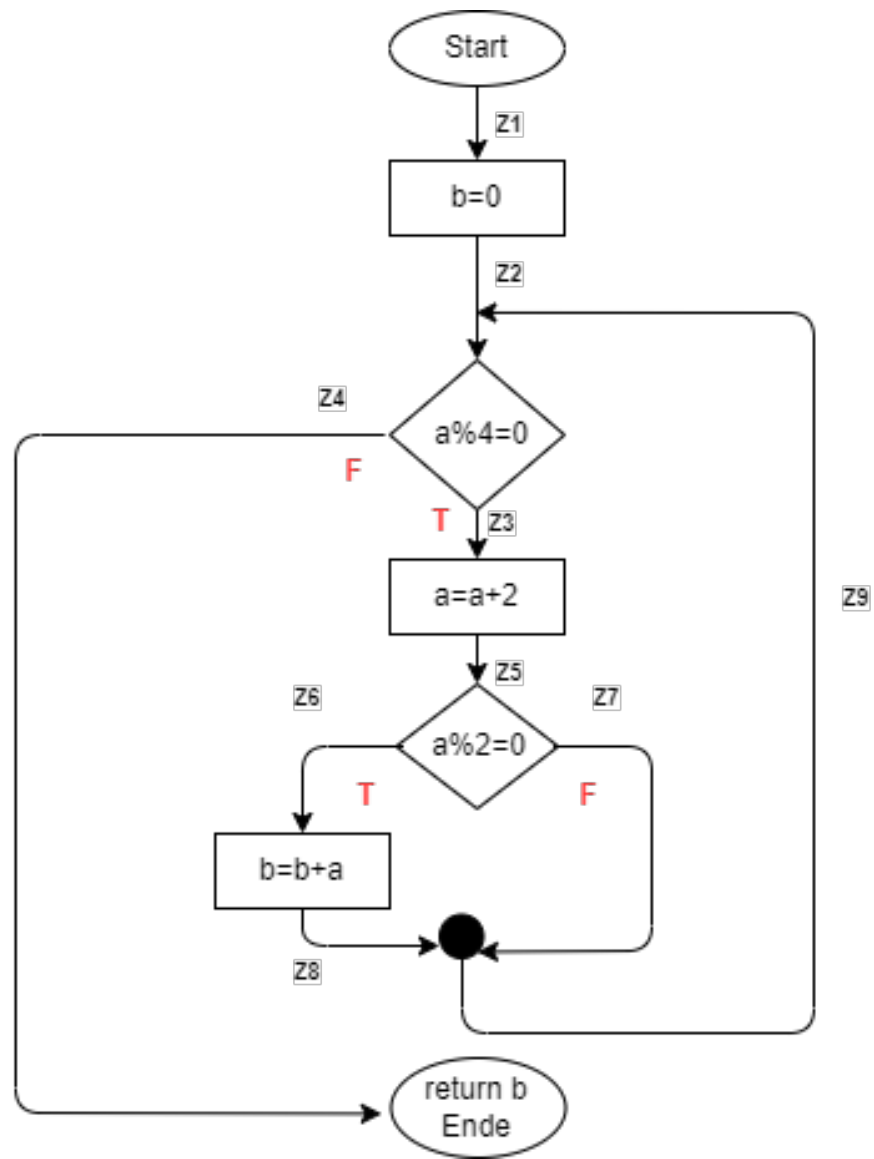 Start
Z1
b=0
Z2
Z4
a%4=0
F
T
Z3
a=a+2
Z9
Z5
Z6
Z7
a%2=0
T
F
b=b+a
Z8
return b
Ende